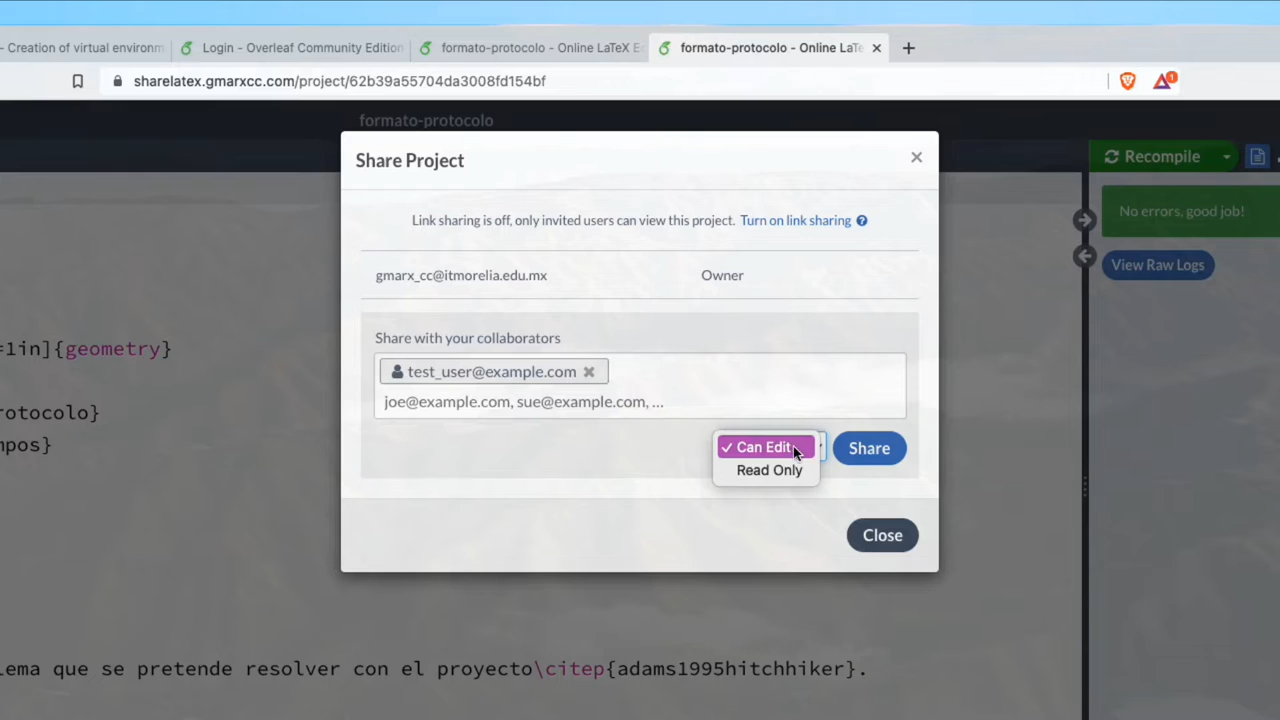 - Creation of virtual environm
Login - Overleaf Community Edition
formato-protocolo - Online LaTeX E
formato-protocolo - Online LaTe
sharelatex.gmarxcc.com/project/62b39a55704da3008fd154bf
1
formato-protocolo
Share Project
Recompile
Link sharing is off, only invited users can view this project. Turn on link sharing
No errors, good job!
gmarx_cc@itmorelia.edu.mx Owner
View Raw Logs
Share with your collaborators
=1in]{geometry}
test_user@example.com
joe@example.com, sue@example.com, ...
otocolo}
mpos}
Can Edit
Share
Read Only
Close
lema que se pretende resolver con el proyecto\citep{adams1995hitchhiker}.